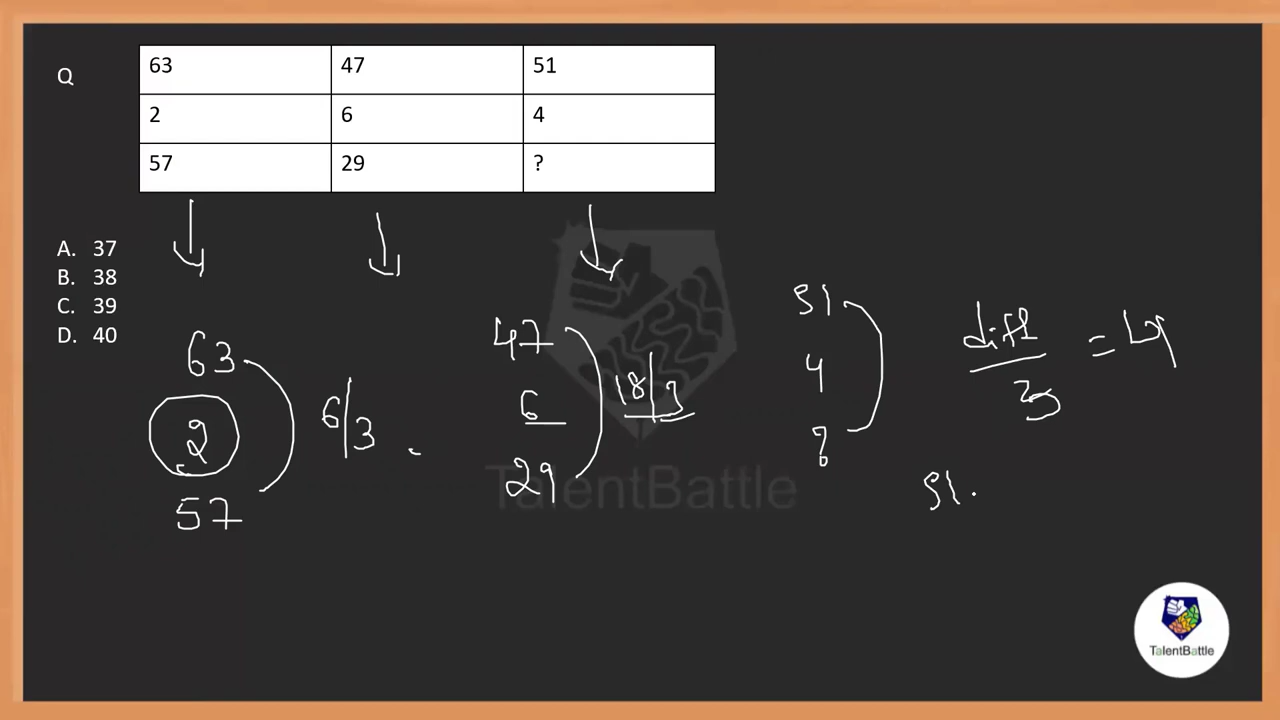 Q
63 47 51
2 6 4
57 29 ?
A. 37
B. 38
C. 39
D. 40
63
2
57
6/3
47
6
29
18/3
51
4
?
diff
3
= 4
51.
TalentBattle
TalentBattle